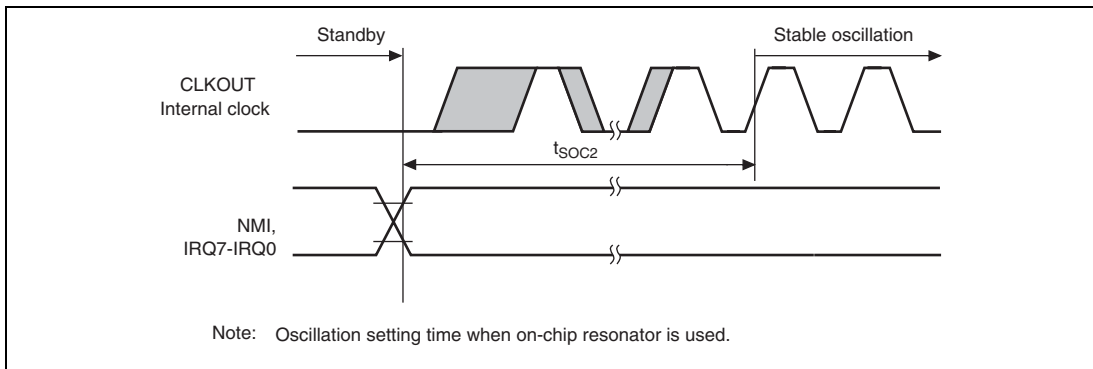 Standby
Stable oscillation
CLKOUT
Internal clock
tSOC2
NMI,
IRQ7-IRQ0
Note: Oscillation setting time when on-chip resonator is used.